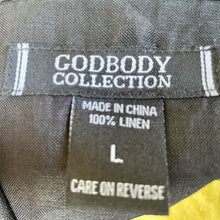 GODBODY
COLLECTION
MADE IN CHINA
100% LINEN
L
CARE ON REVERSE